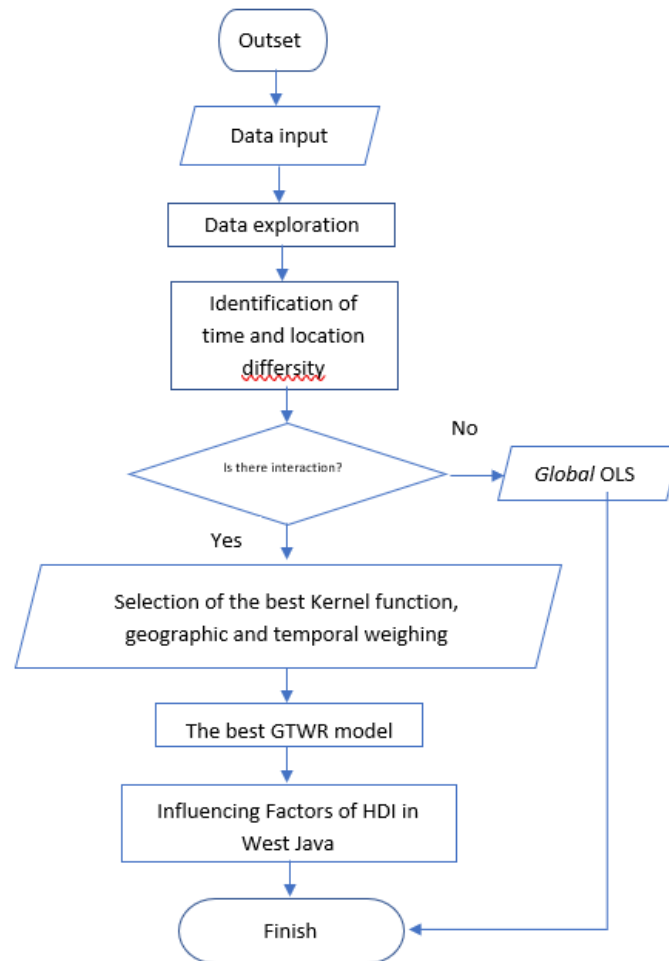 Outset
Data input
Data exploration
Identification of
time and location
differsity
Is there interaction?
No
Global OLS
Yes
Selection of the best Kernel function,
geographic and temporal weighing
The best GTWR model
Influencing Factors of HDI in
West Java
Finish